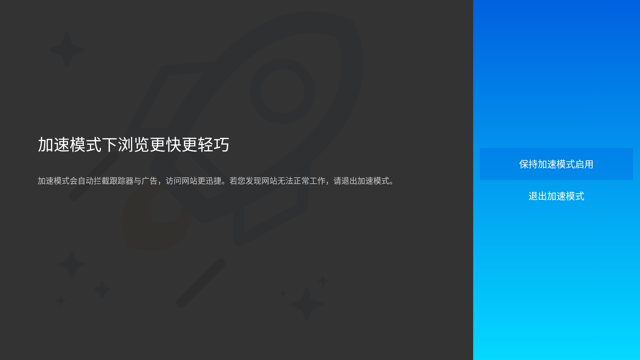 加速模式下浏览更快更轻巧
加速模式会自动拦截跟踪器与广告，访问网站更迅捷。若您发现网站无法正常工作，请退出加速模式。
保持加速模式启用
退出加速模式